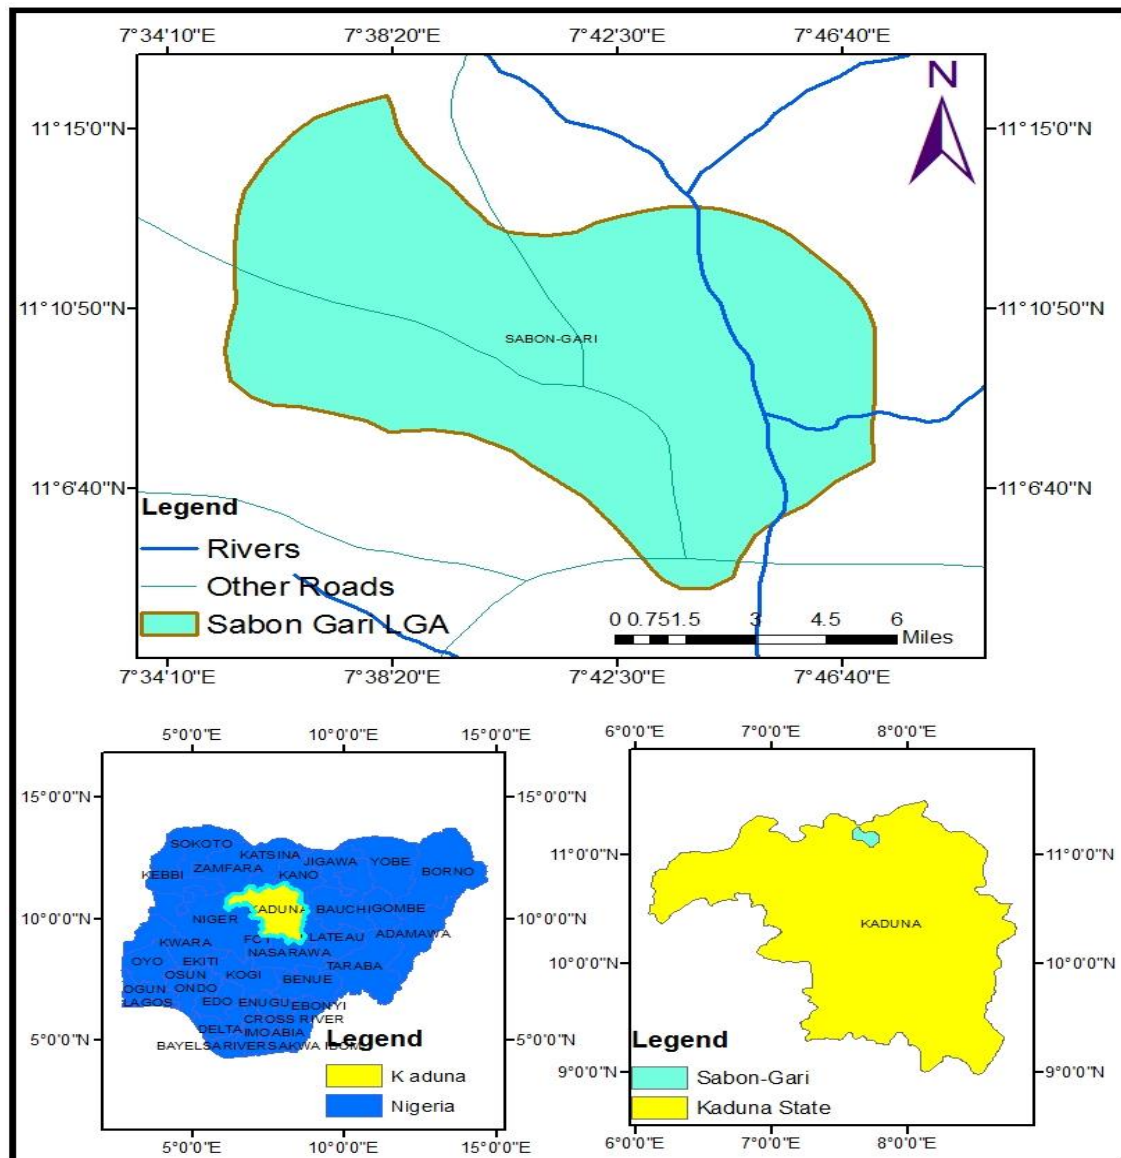 7°34'10"E 7°38'20"E 7°42'30"E 7°46'40"E
N
11°15'0"N 11°15'0"N
11°10'50"N 11°10'50"N
SABON-GARI
11°6'40"N 11°6'40"N
Legend
Rivers
Other Roads
Sabon Gari LGA
0 0.751.5 3 4.5 6
Miles
7°34'10"E 7°38'20"E 7°42'30"E 7°46'40"E
5°0'0"E 10°0'0"E 15°0'0"E
15°0'0"N 15°0'0"N
SOKOTO
KATSINA
JIGAWA YOBE
ZAMFARA
KEBBI KANO BORNO
10°0'0"N 10°0'0"N
KADUNA BAUCHI GOMBE
NIGER
ADAMAWA
KWARA FCT LATEAU
NASARAWA
OYO EKITI TARABA
OSUN KOGI BENUE
OGUN ONDO
LAGOS EDO ENUGU EBONYI
CROSS RIVER
DELTA IMO ABIA
BAYELSA RIVERS AKWA IBOM
5°0'0"N 5°0'0"N
Legend
K aduna
Nigeria
5°0'0"E 10°0'0"E 15°0'0"E
6°0'0"E 7°0'0"E 8°0'0"E
11°0'0"N 11°0'0"N
KADUNA
10°0'0"N 10°0'0"N
Legend
Sabon-Gari
Kaduna State
9°0'0"N 9°0'0"N
6°0'0"E 7°0'0"E 8°0'0"E